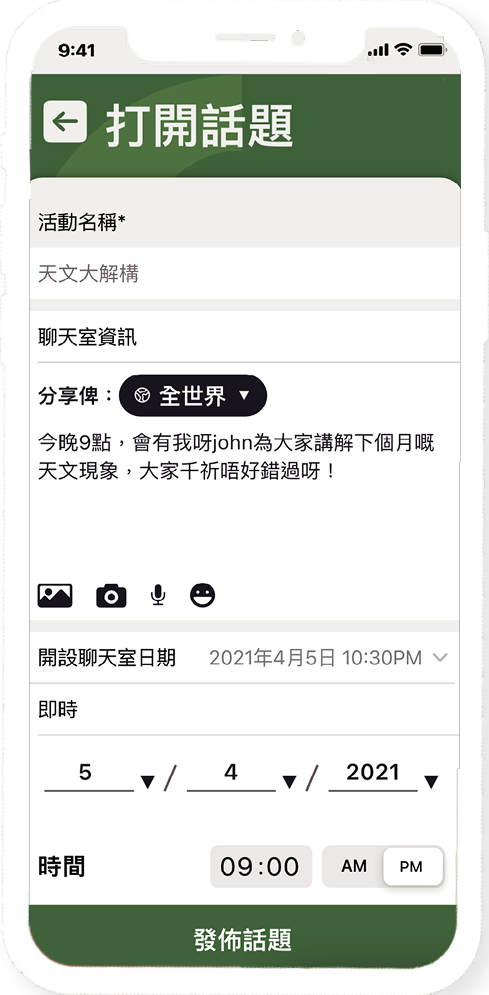 9:41
打開話題
活動名稱*
天文大解構
聊天室資訊
分享俾：全世界 ▼
今晚9點，會有我呀john為大家講解下個月嘅
天文現象，大家千祈唔好錯過呀！
開設聊天室日期 2021年4月5日 10:30PM
即時
5 ▼ / 4 ▼ / 2021 ▼
時間 09:00 AM PM
發佈話題